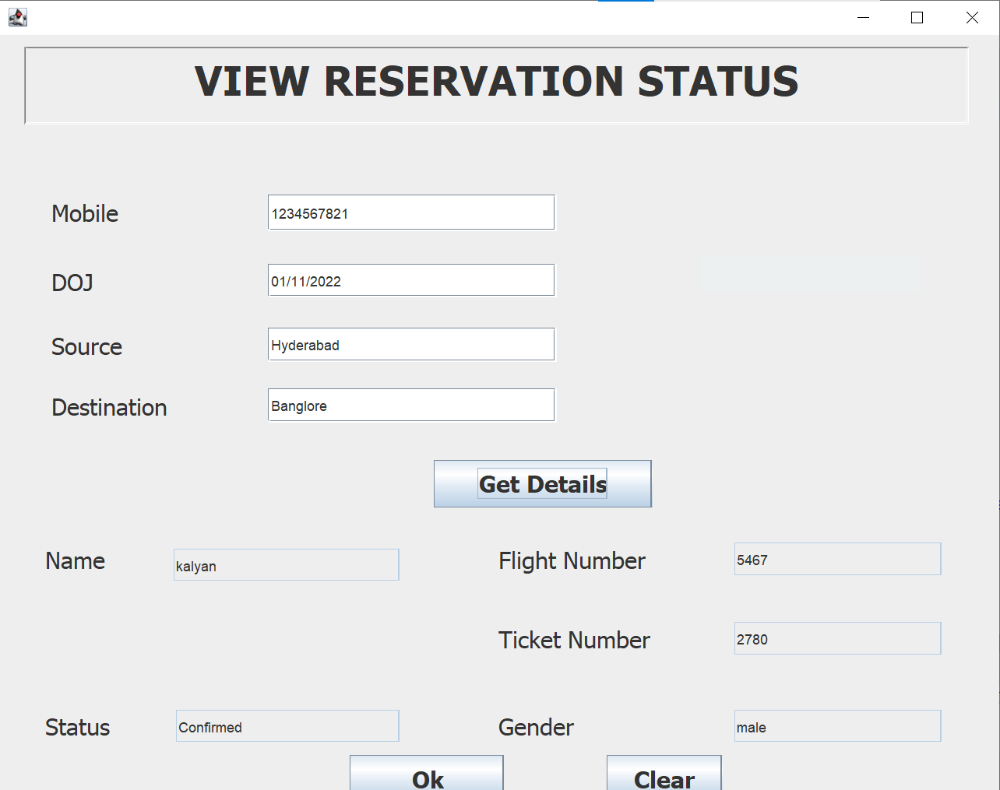 VIEW RESERVATION STATUS
Mobile 1234567821
DOJ 01/11/2022
Source Hyderabad
Destination Banglore
Get Details
Name kalyan Flight Number 5467
Ticket Number 2780
Status Confirmed Gender male
Ok Clear